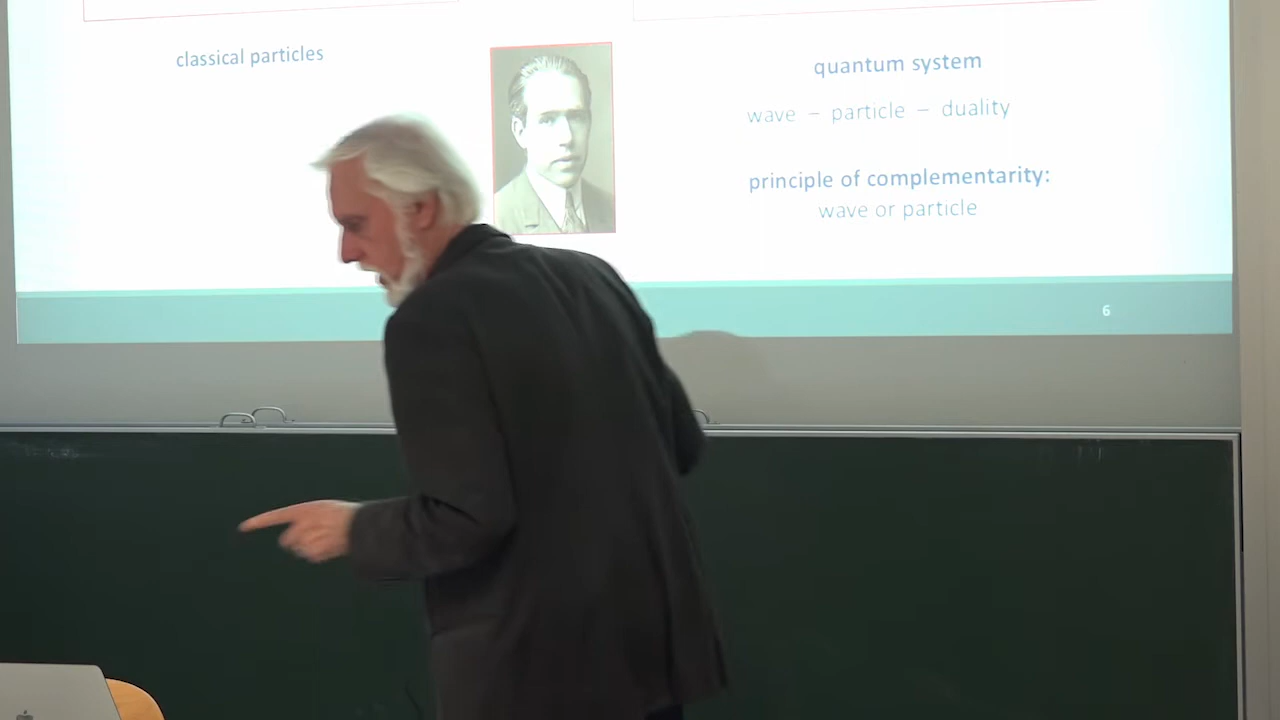 classical particles
quantum system
wave – particle – duality
principle of complementarity:
wave or particle
6